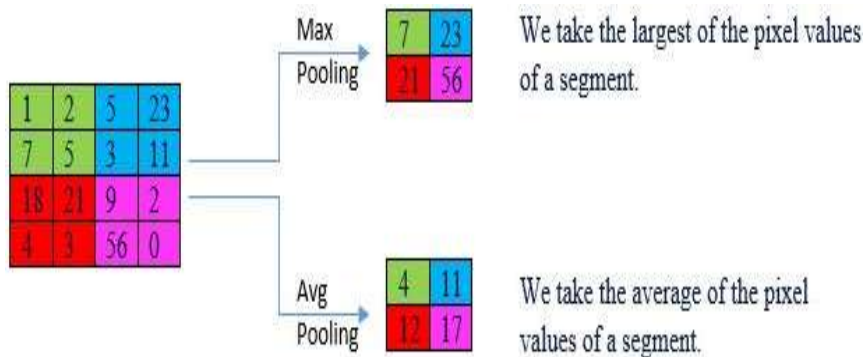 1 2 5 23
7 5 3 11
18 21 9 2
4 3 56 0
Max
Pooling
7 23
21 56
We take the largest of the pixel values
of a segment.
Avg
Pooling
4 11
12 17
We take the average of the pixel
values of a segment.